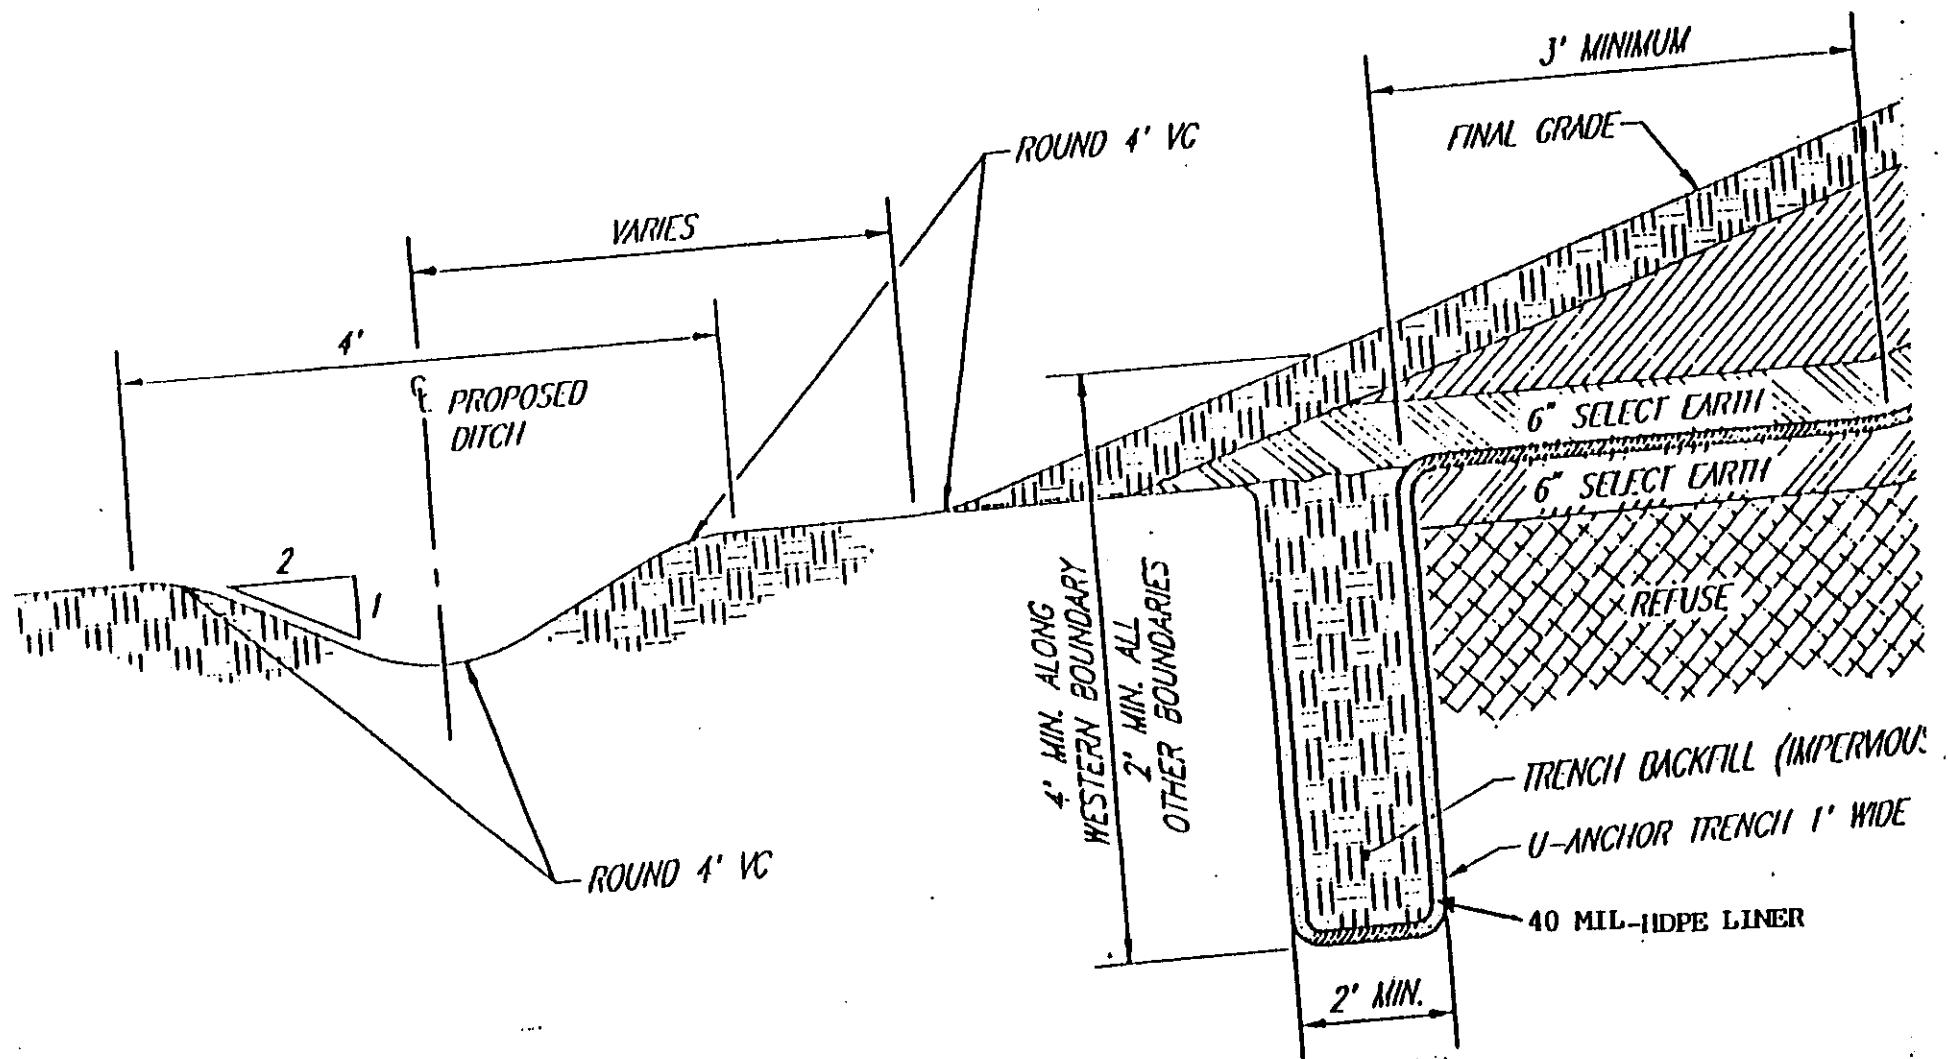 3' MINIMUM
FINAL GRADE
ROUND 4' VC
VARIES
4'
℄ PROPOSED
DITCH
6" SELECT EARTH
6" SELECT EARTH
2
1
REFUSE
4' MIN. ALONG
WESTERN BOUNDARY
2' MIN. ALL
OTHER BOUNDARIES
TRENCH BACKFILL (IMPERVIOUS
U-ANCHOR TRENCH 1' WIDE
40 MIL-HDPE LINER
ROUND 4' VC
2' MIN.